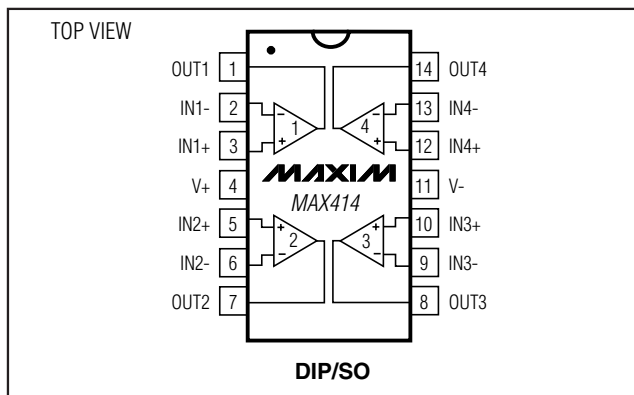 TOP VIEW
OUT1 1 14 OUT4
IN1- 2 - - 13 IN4-
1 4
IN1+ 3 + + 12 IN4+
V+ 4 MAXIM 11 V-
MAX414
IN2+ 5 + + 10 IN3+
2 3
IN2- 6 - - 9 IN3-
OUT2 7 8 OUT3
DIP/SO